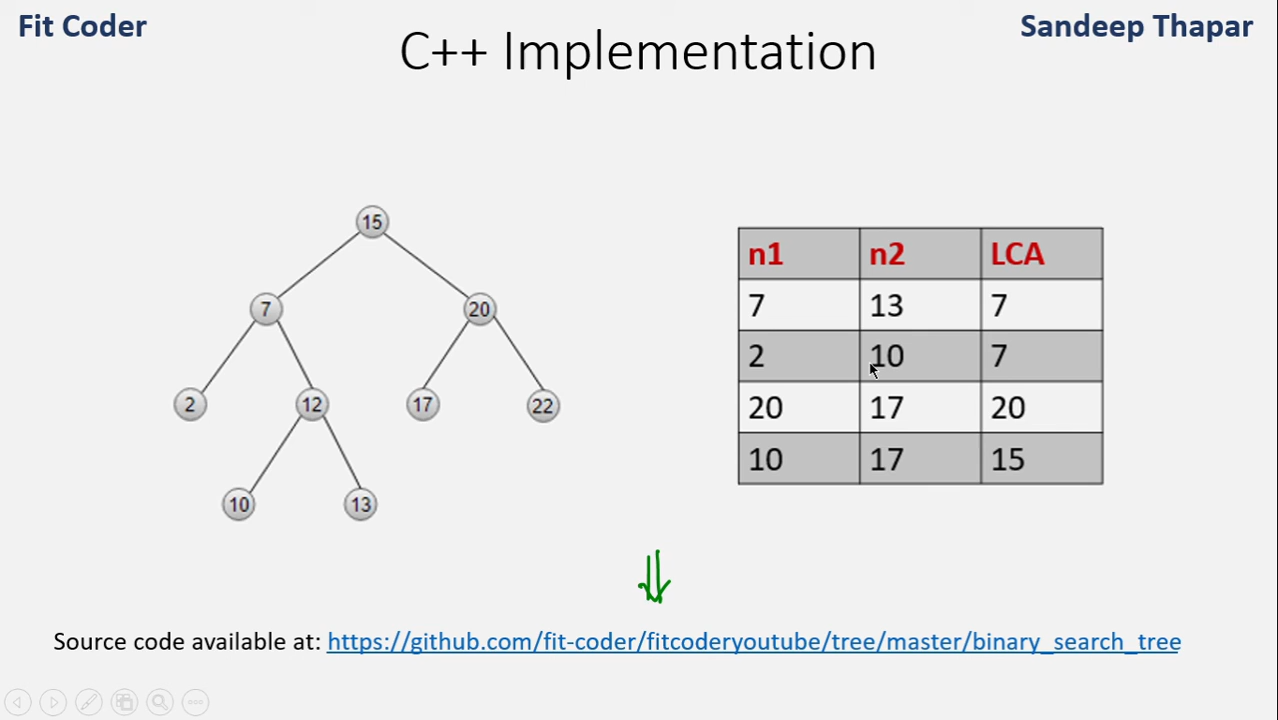 Fit Coder
Sandeep Thapar
C++ Implementation
15
7
20
2
12
17
22
10
13
n1 n2 LCA
7 13 7
2 10 7
20 17 20
10 17 15
Source code available at: https://github.com/fit-coder/fitcoderyoutube/tree/master/binary_search_tree